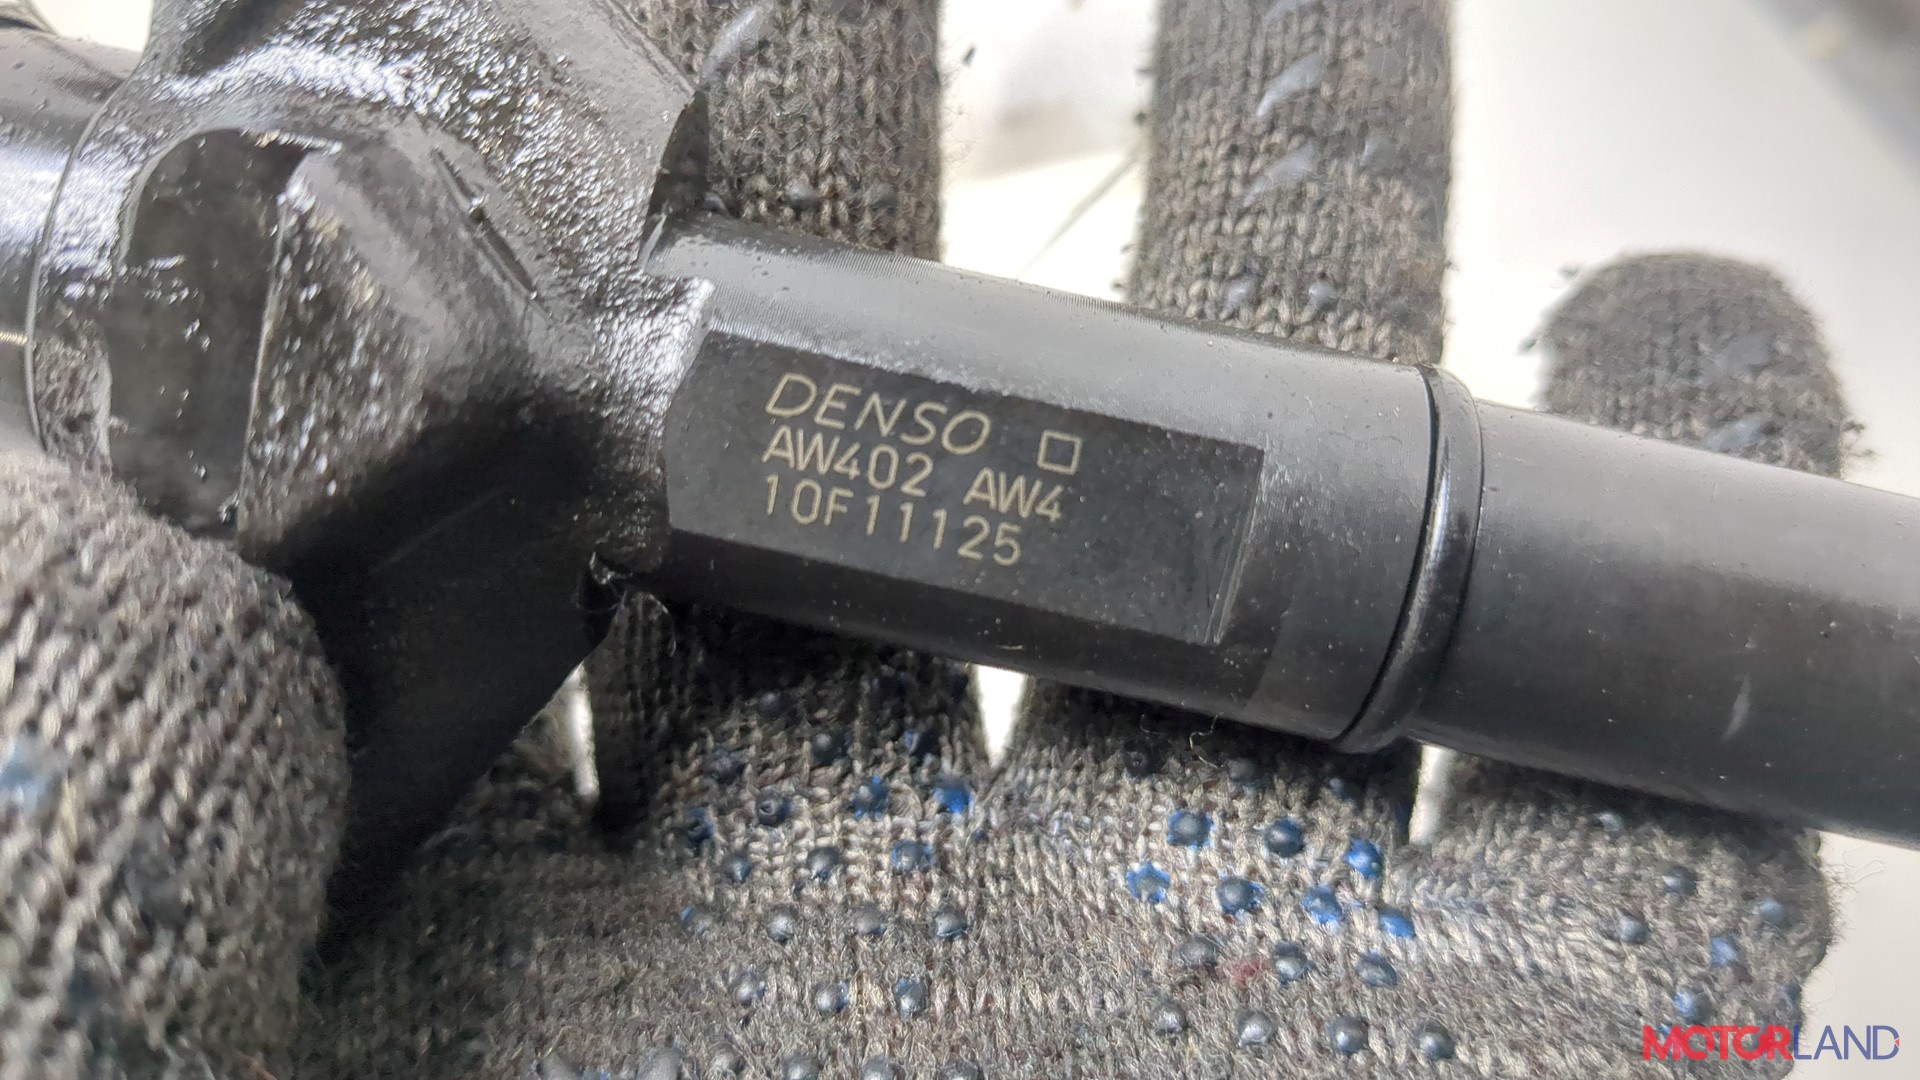 DENSO □
AW402 AW4
10F11125
MOTORLAND